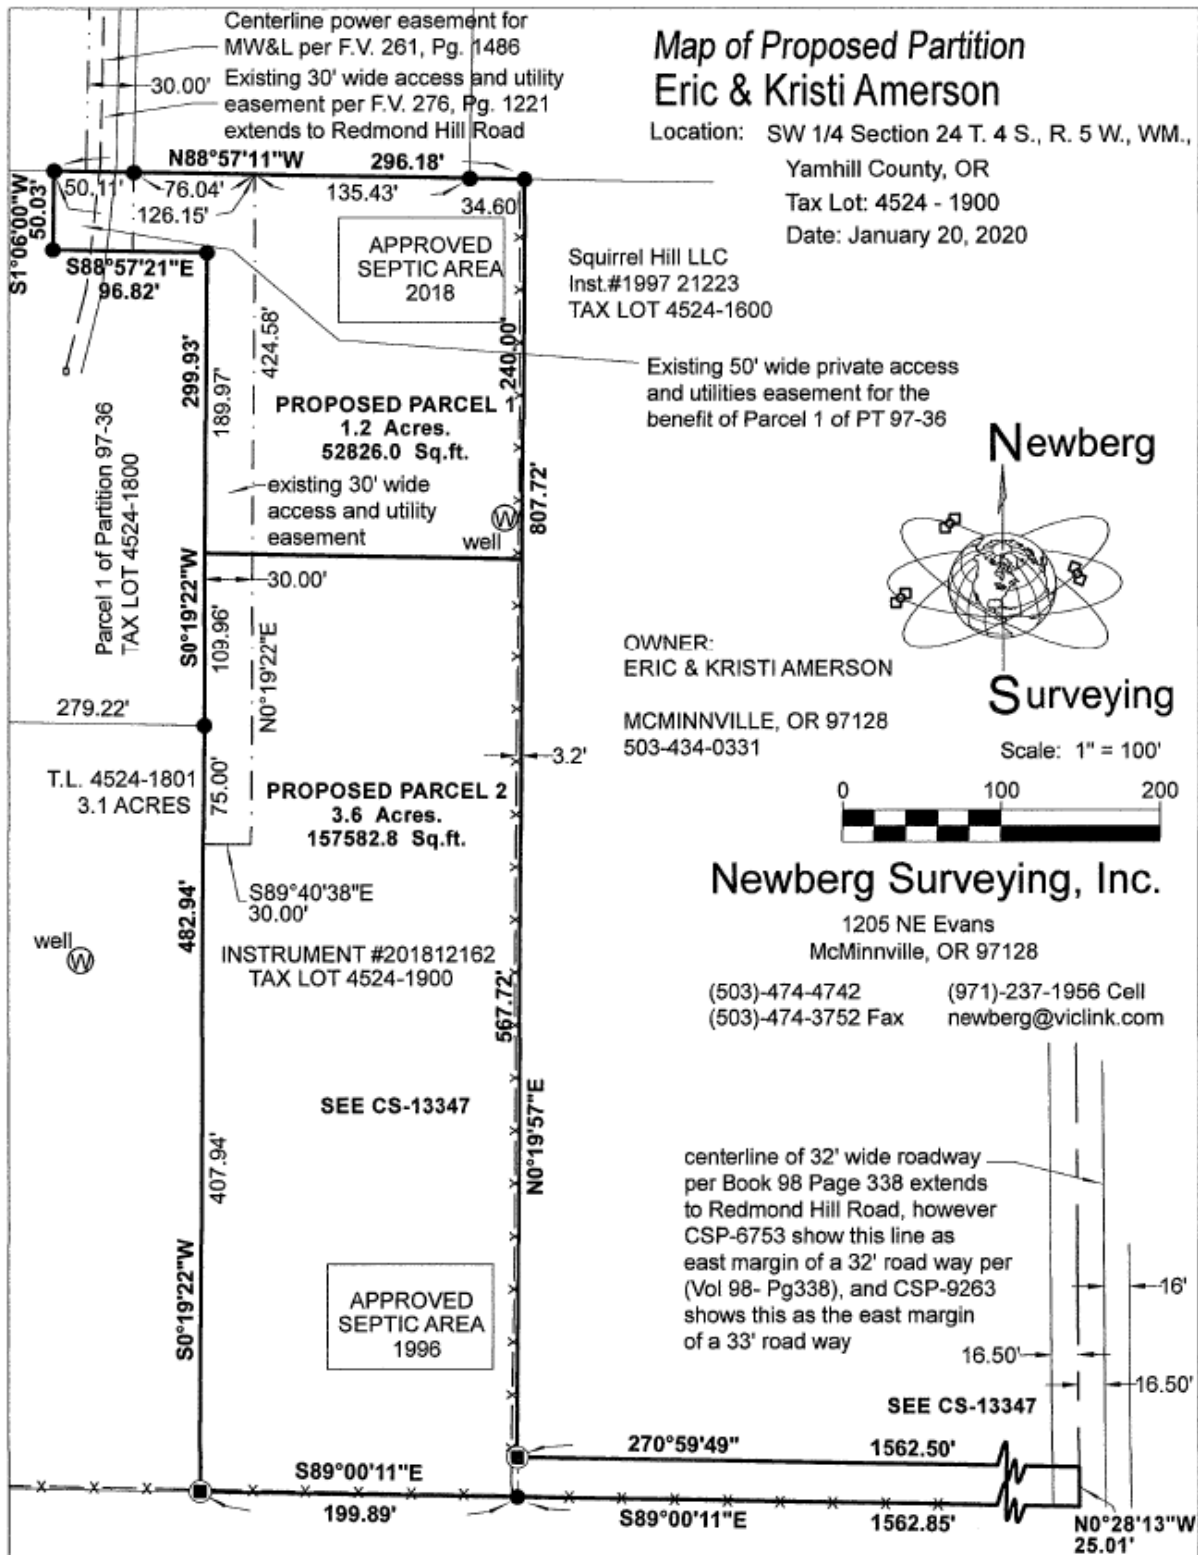 Centerline power easement for
MW&L per F.V. 261, Pg. 1486
30.00'
Existing 30' wide access and utility
easement per F.V. 276, Pg. 1221
extends to Redmond Hill Road
Map of Proposed Partition
Eric & Kristi Amerson
Location: SW 1/4 Section 24 T. 4 S., R. 5 W., WM.,
Yamhill County, OR
Tax Lot: 4524 - 1900
Date: January 20, 2020
N88°57'11"W 296.18'
50.11'
76.04'
135.43'
126.15'
34.60'
S1°06'00"W
50.03'
S88°57'21"E
96.82'
APPROVED
SEPTIC AREA
2018
Squirrel Hill LLC
Inst.#1997 21223
TAX LOT 4524-1600
299.93'
189.97'
424.58'
240.00'
Existing 50' wide private access
and utilities easement for the
benefit of Parcel 1 of PT 97-36
PROPOSED PARCEL 1
1.2 Acres.
52826.0 Sq.ft.
Parcel 1 of Partition 97-36
TAX LOT 4524-1800
existing 30' wide
access and utility
easement
W
well
807.72'
Newberg
Surveying
30.00'
S0°19'22"W
109.96'
N0°19'22"E
OWNER:
ERIC & KRISTI AMERSON
MCMINNVILLE, OR 97128
503-434-0331
279.22'
3.2'
Scale: 1" = 100'
0 100 200
T.L. 4524-1801
3.1 ACRES
75.00'
PROPOSED PARCEL 2
3.6 Acres.
157582.8 Sq.ft.
S89°40'38"E
30.00'
482.94'
well
W
INSTRUMENT #201812162
TAX LOT 4524-1900
567.72'
Newberg Surveying, Inc.
1205 NE Evans
McMinnville, OR 97128
(503)-474-4742 (971)-237-1956 Cell
(503)-474-3752 Fax newberg@viclink.com
SEE CS-13347
N0°19'57"E
407.94'
S0°19'22"W
centerline of 32' wide roadway
per Book 98 Page 338 extends
to Redmond Hill Road, however
CSP-6753 show this line as
east margin of a 32' road way per
(Vol 98- Pg338), and CSP-9263
shows this as the east margin
of a 33' road way
16'
16.50'
16.50'
APPROVED
SEPTIC AREA
1996
SEE CS-13347
270°59'49" 1562.50'
S89°00'11"E
199.89'
S89°00'11"E 1562.85'
N0°28'13"W
25.01'